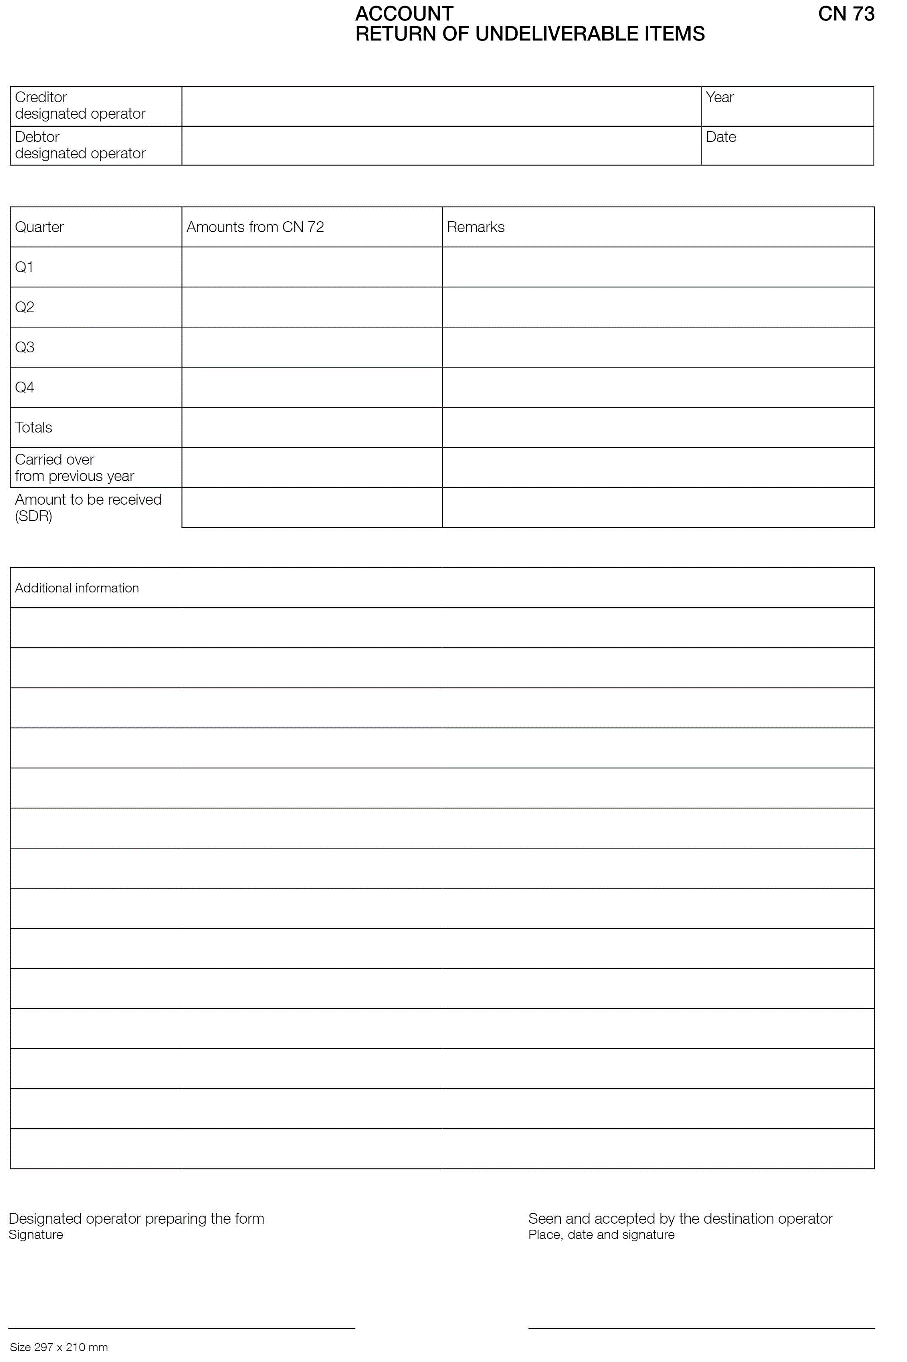 ACCOUNT CN 73
RETURN OF UNDELIVERABLE ITEMS
Creditor
designated operator
Year
Debtor
designated operator
Date
Quarter Amounts from CN 72 Remarks
Q1
Q2
Q3
Q4
Totals
Carried over
from previous year
Amount to be received
(SDR)
Additional information
Designated operator preparing the form
Signature
Seen and accepted by the destination operator
Place, date and signature
Size 297 x 210 mm